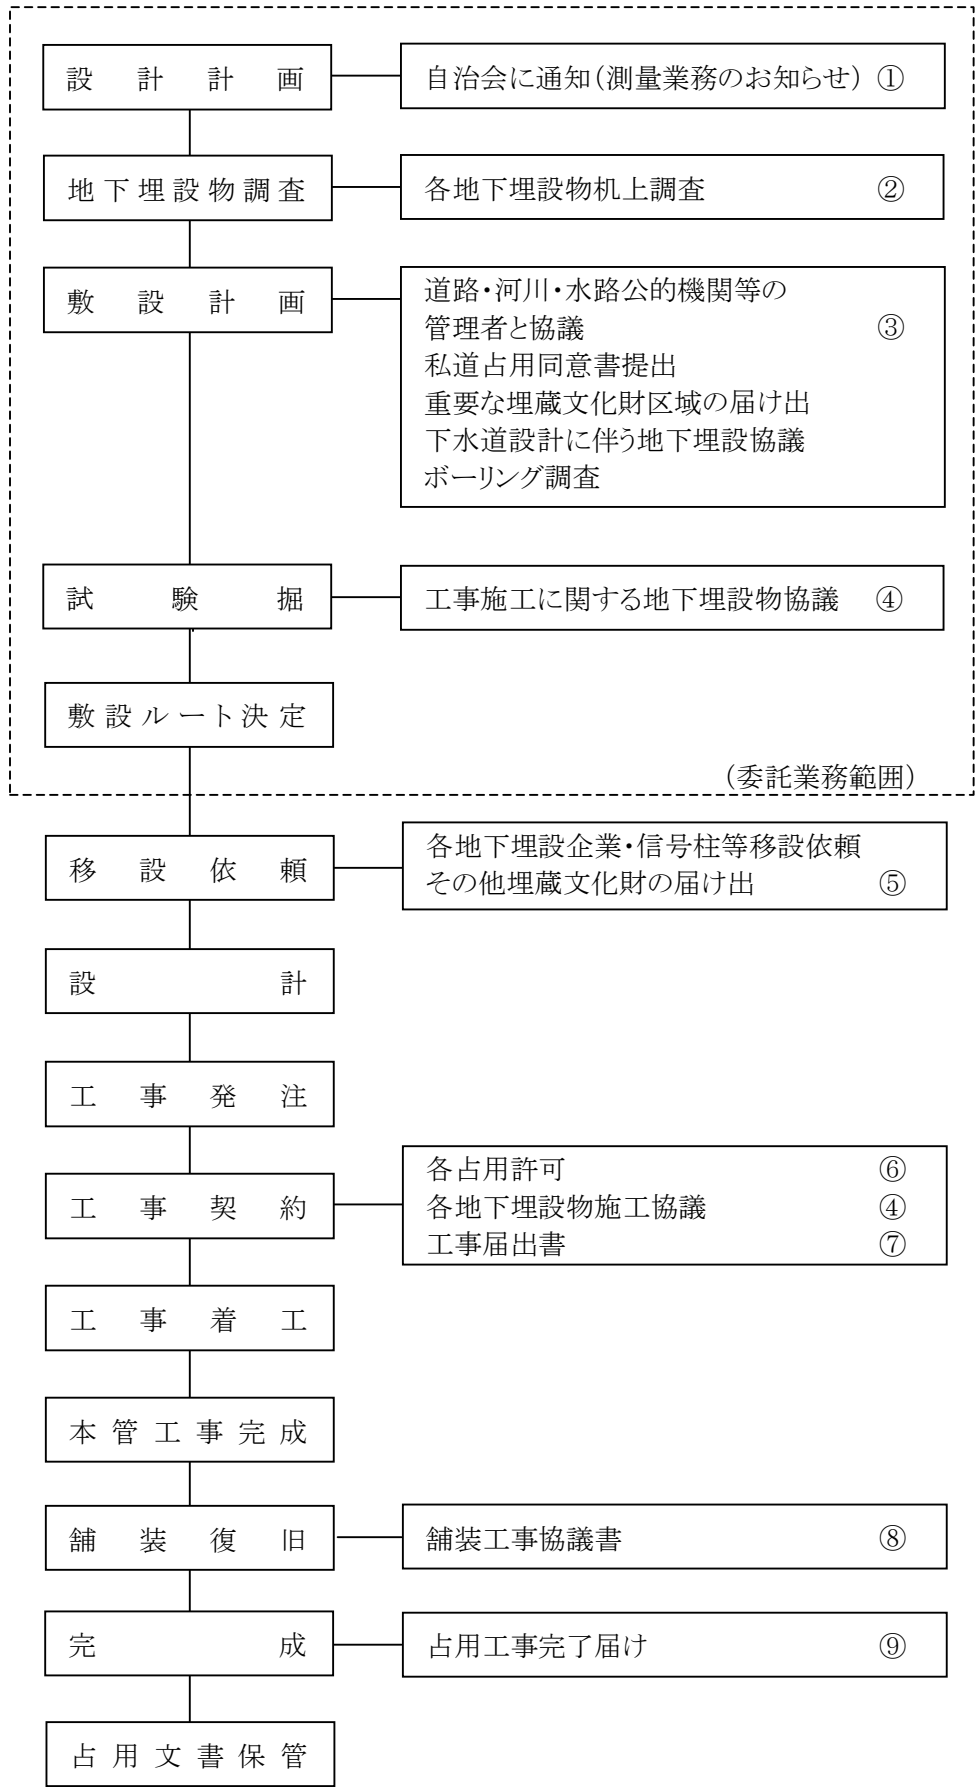 設計計画
自治会に通知(測量業務のお知らせ) ①
地下埋設物調査
各地下埋設物机上調査 ②
敷設計画
道路・河川・水路公的機関等の
管理者と協議 ③
私道占用同意書提出
重要な埋蔵文化財区域の届け出
下水道設計に伴う地下埋設協議
ボーリング調査
試験掘
工事施工に関する地下埋設物協議 ④
敷設ルート決定
(委託業務範囲)
移設依頼
各地下埋設企業・信号柱等移設依頼
その他埋蔵文化財の届け出 ⑤
設計
工事発注
工事契約
各占用許可 ⑥
各地下埋設物施工協議 ④
工事届出書 ⑦
工事着工
本管工事完成
舗装復旧
舗装工事協議書 ⑧
完成
占用工事完了届け ⑨
占用文書保管